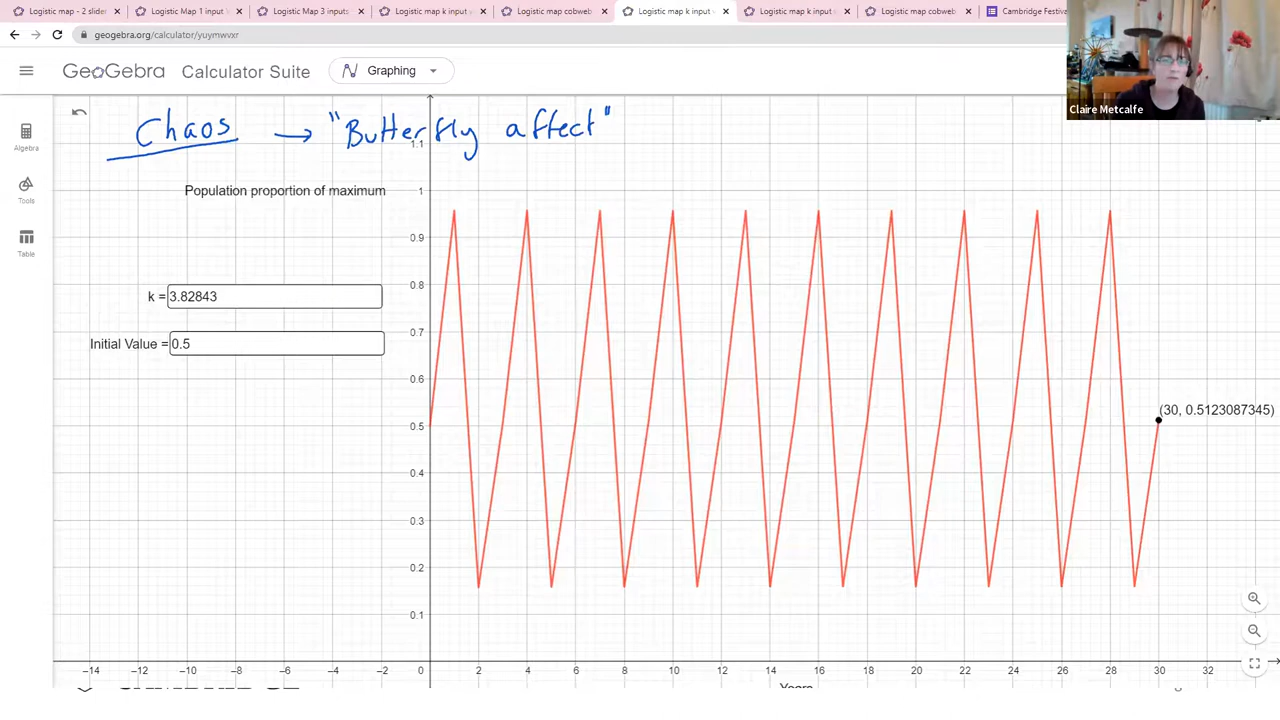 Logistic map - 2 slider
Logistic Map 1 input
Logistic Map 3 inputs
Logistic map k input v
Logistic map cobweb
Logistic map k input v
Logistic map k input v
Logistic map cobweb
Cambridge Festiva
geogebra.org/calculator/yuymwvxr
GeoGebra Calculator Suite Graphing
Claire Metcalfe
Algebra
Tools
Table
Chaos → "Butterfly affect"
Population proportion of maximum
k = 3.82843
Initial Value = 0.5
1.1
1
0.9
0.8
0.7
0.6
0.5
0.4
0.3
0.2
0.1
(30, 0.5123087345)
−14 −12 −10 −8 −6 −4 −2 0 2 4 6 8 10 12 14 16 18 20 22 24 26 28 30 32
Years